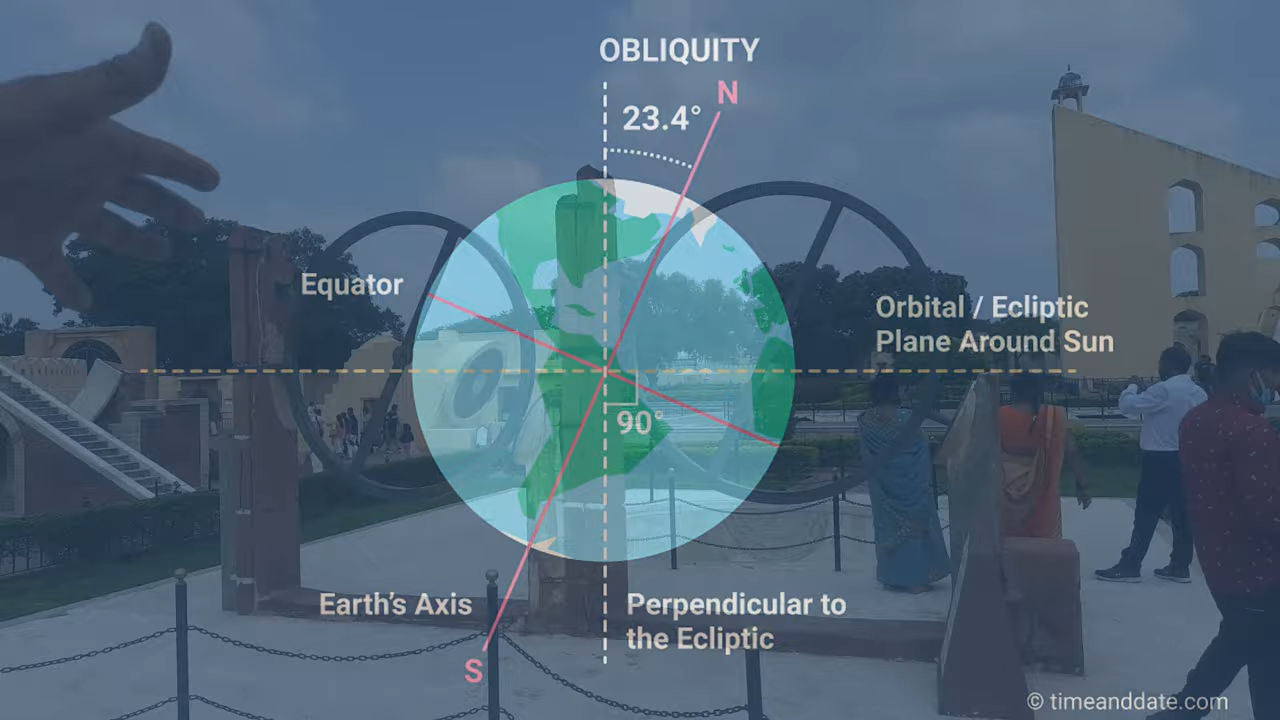 OBLIQUITY
N
23.4°
Equator
Orbital / Ecliptic
Plane Around Sun
90°
Earth's Axis
Perpendicular to
the Ecliptic
S
© timeanddate.com